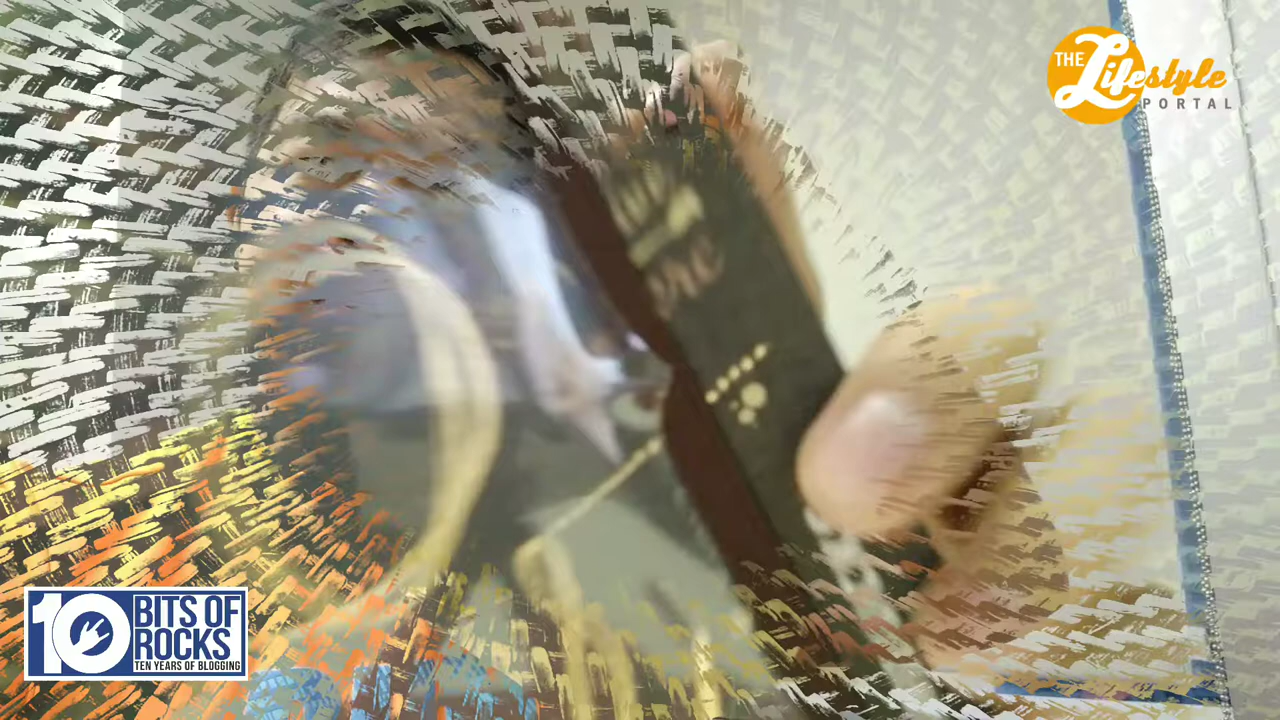 THE
Lifestyle
PORTAL
10
BITS OF
ROCKS
TEN YEARS OF BLOGGING